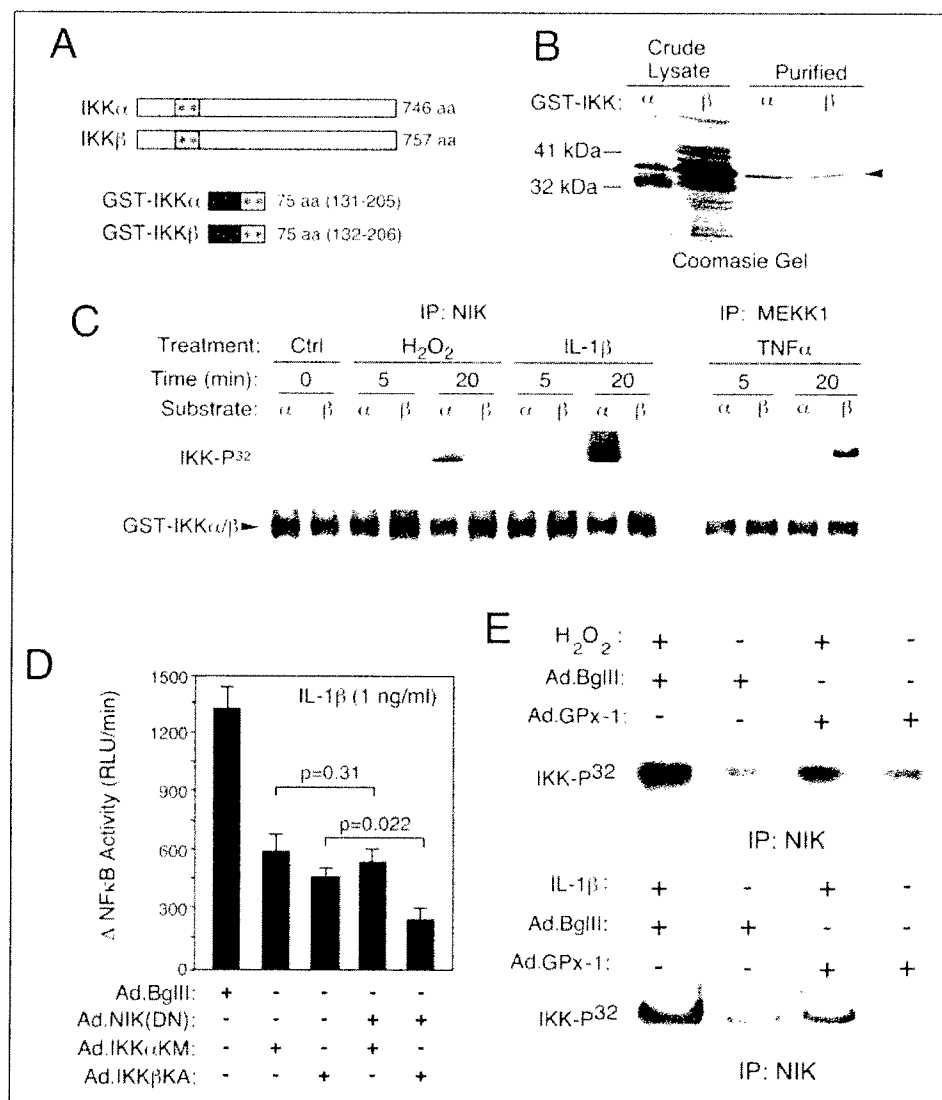 A
IKKα ** 746 aa
IKKβ ** 757 aa
GST-IKKα ** 75 aa (131-205)
GST-IKKβ ** 75 aa (132-206)
B
Crude Lysate Purified
GST-IKK: α β α β
41 kDa
32 kDa
Coomasie Gel
C
IP: NIK IP: MEKK1
Treatment: Ctrl H2O2 IL-1β TNFα
Time (min): 0 5 20 5 20 5 20
Substrate: α β α β α β α β α β α β α β
IKK-P32
GST-IKKα/β
D
1500
1200
900
600
300
0
Δ NFκB Activity (RLU/min)
IL-1β (1 ng/ml)
p=0.31
p=0.022
Ad.BglII: + - - - -
Ad.NIK(DN): - - - + +
Ad.IKKαKM: - + - + -
Ad.IKKβKA: - - + - +
E
H2O2 : + - + -
Ad.BglII: + + - -
Ad.GPx-1: - - + +
IKK-P32
IP: NIK
IL-1β : + - + -
Ad.BglII: + + - -
Ad.GPx-1: - - + +
IKK-P32
IP: NIK